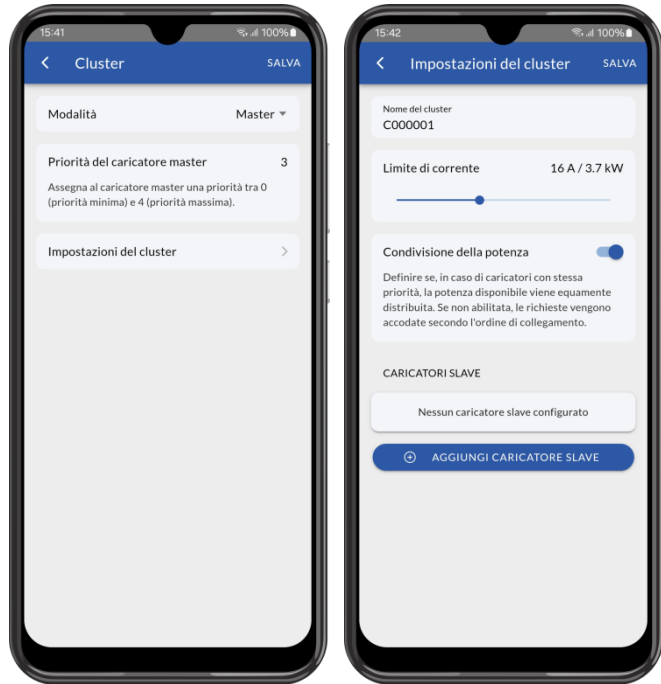 15:41
100%
Cluster
SALVA
Modalità
Master
Priorità del caricatore master
3
Assegna al caricatore master una priorità tra 0
(priorità minima) e 4 (priorità massima).
Impostazioni del cluster
15:42
100%
Impostazioni del cluster
SALVA
Nome del cluster
C000001
Limite di corrente
16 A / 3.7 kW
Condivisione della potenza
Definire se, in caso di caricatori con stessa
priorità, la potenza disponibile viene equamente
distribuita. Se non abilitata, le richieste vengono
accodate secondo l'ordine di collegamento.
CARICATORI SLAVE
Nessun caricatore slave configurato
AGGIUNGI CARICATORE SLAVE